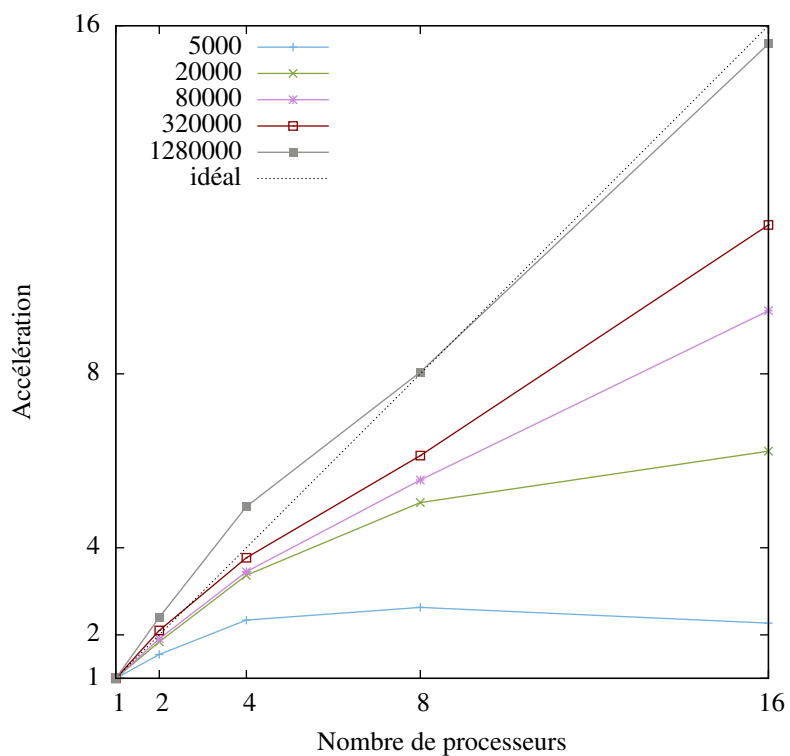 16
5000
20000
80000
320000
1280000
idéal
Accélération
8
4
2
1
1 2 4 8 16
Nombre de processeurs